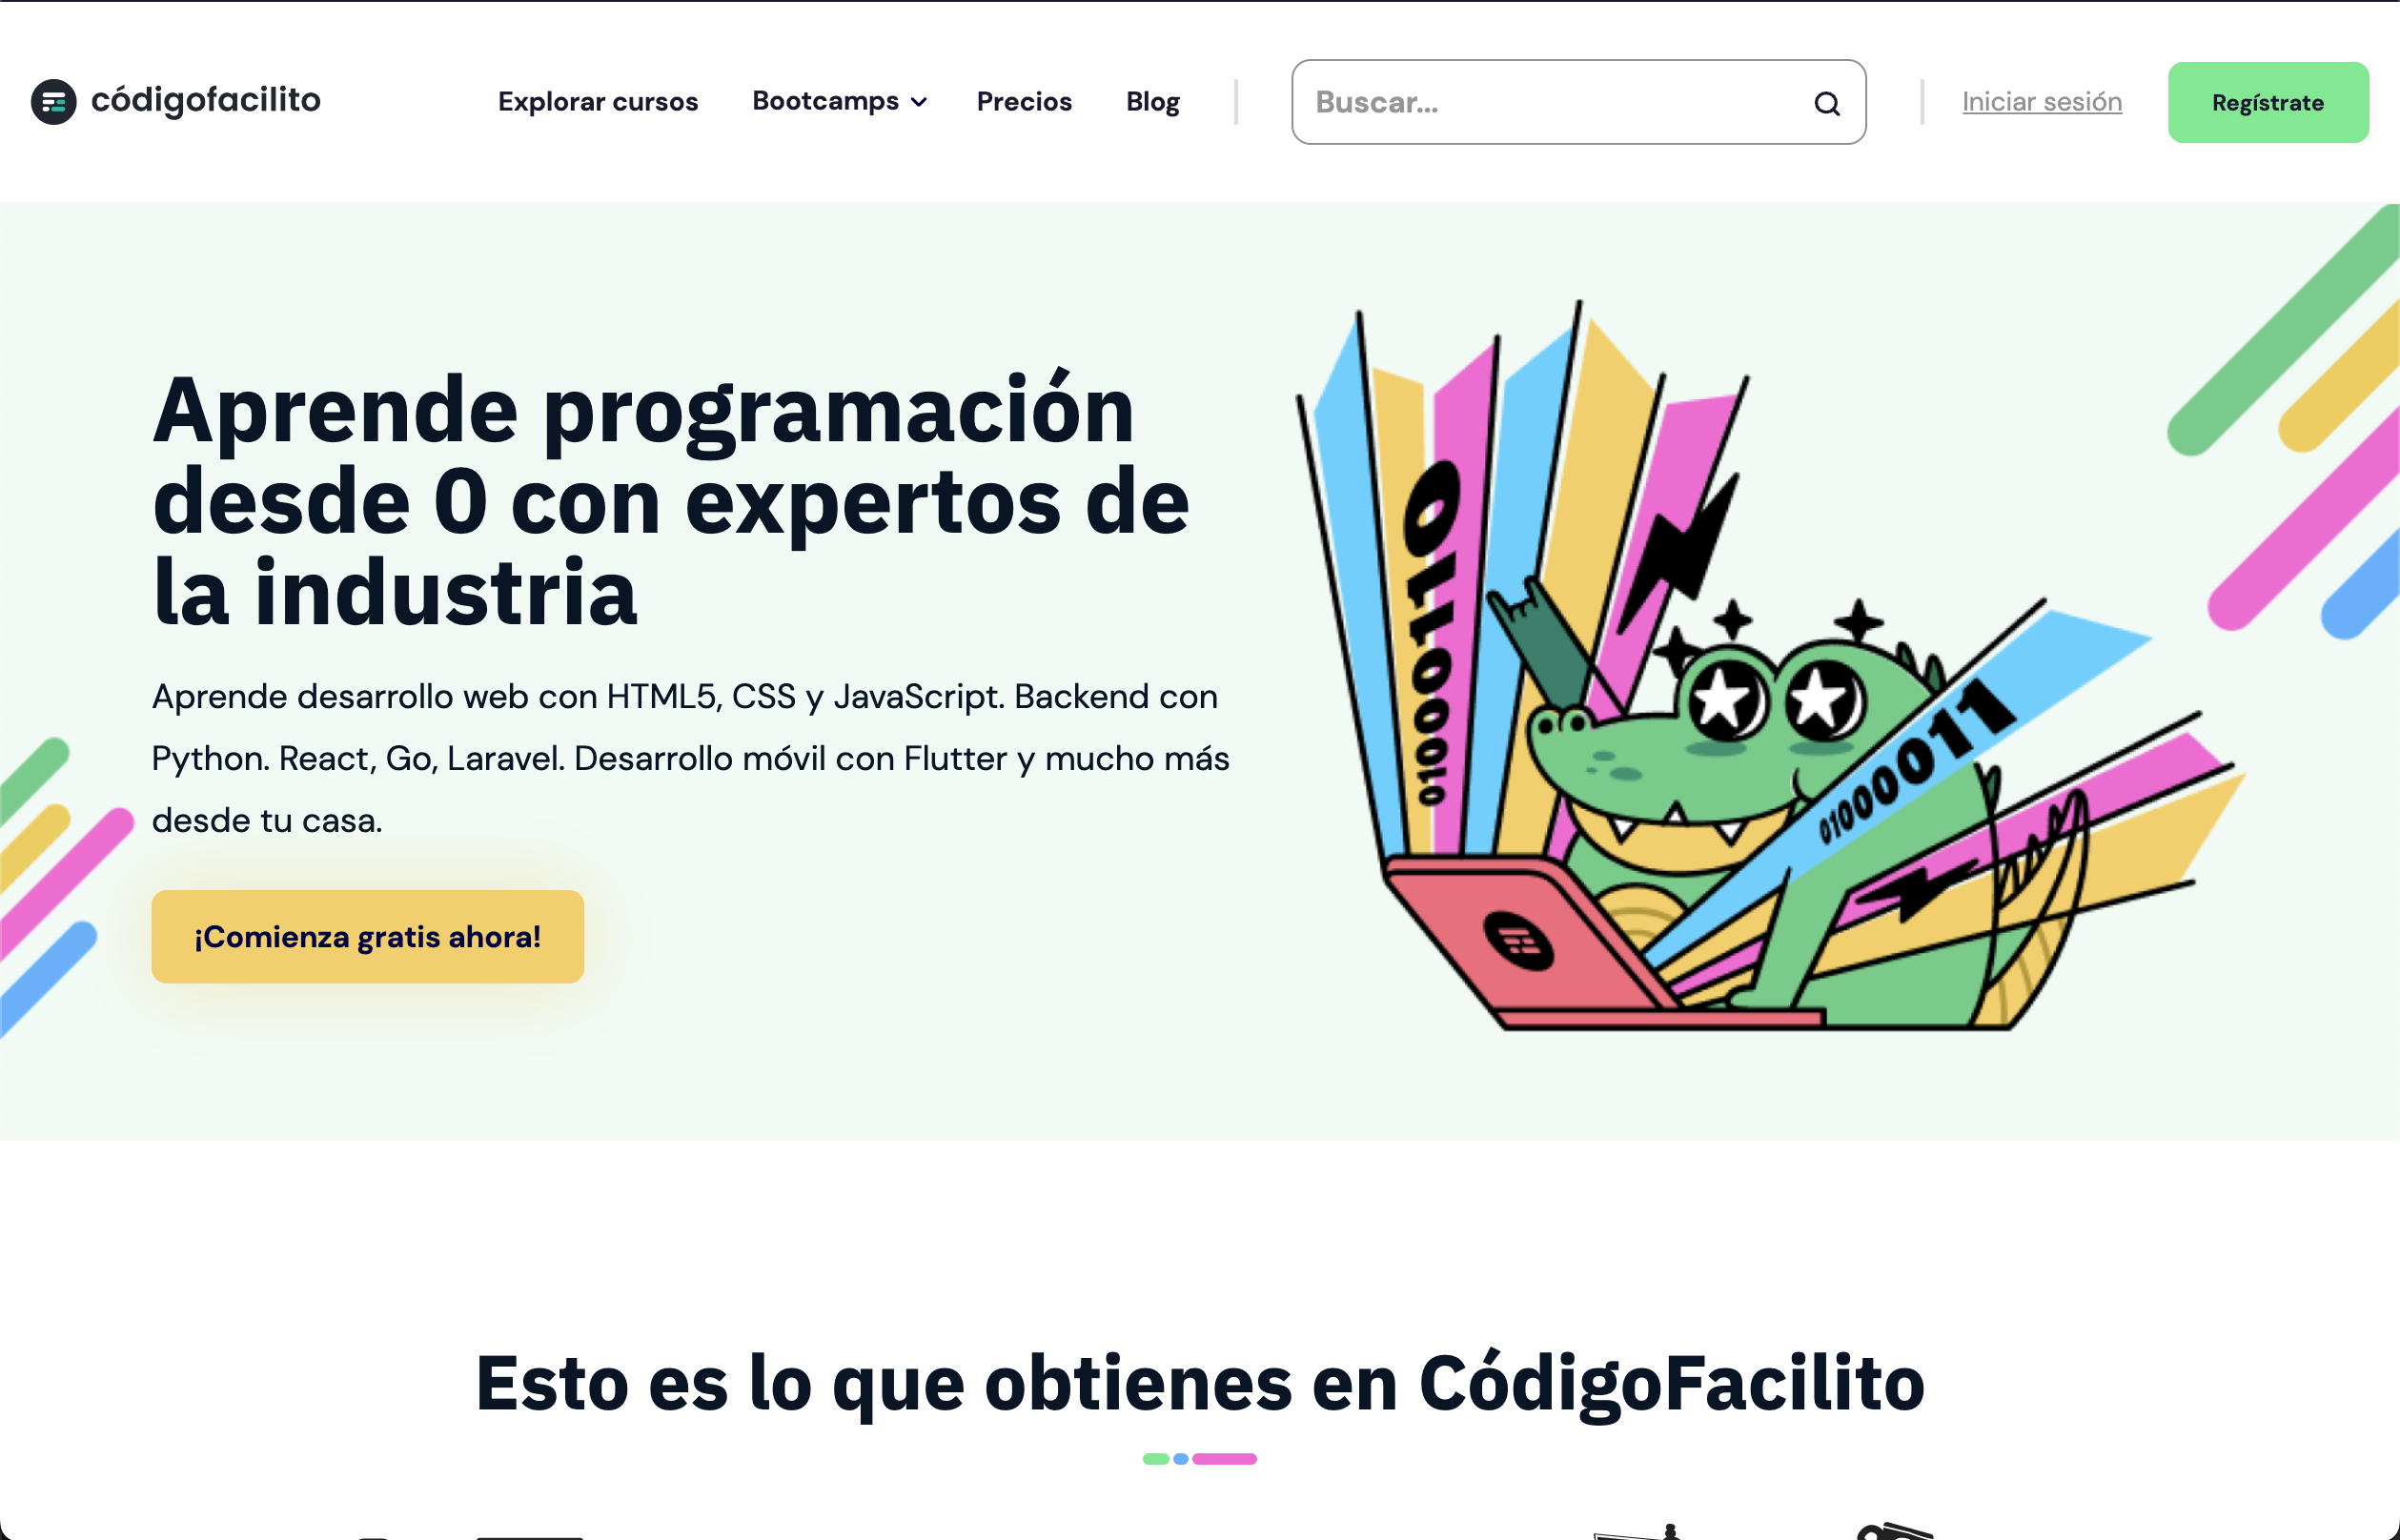 códigofacilito
Explorar cursos
Bootcamps
Precios
Blog
Buscar...
Iniciar sesión
Regístrate
Aprende programación
desde 0 con expertos de
la industria
Aprende desarrollo web con HTML5, CSS y JavaScript. Backend con
Python. React, Go, Laravel. Desarrollo móvil con Flutter y mucho más
desde tu casa.
¡Comienza gratis ahora!
01000110
01000011
Esto es lo que obtienes en CódigoFacilito